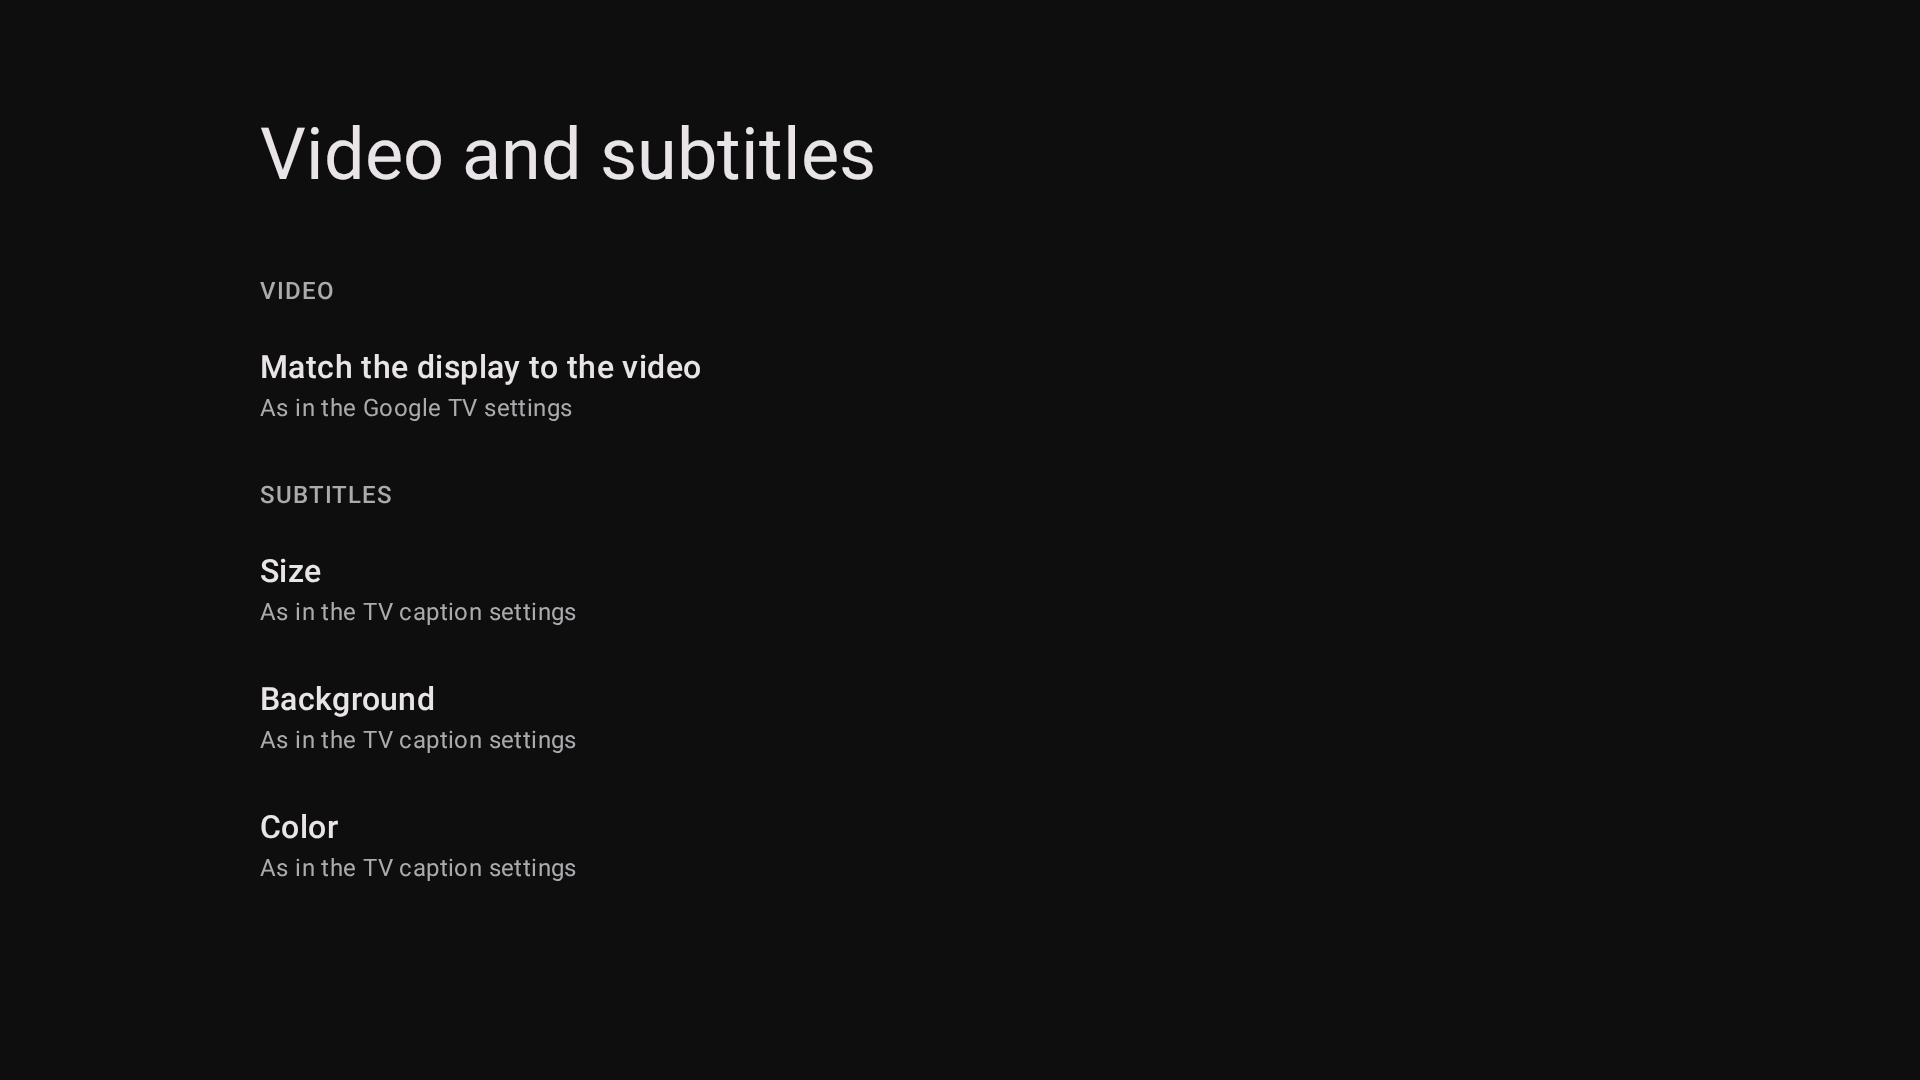 Video and subtitles
VIDEO
Match the display to the video
As in the Google TV settings
SUBTITLES
Size
As in the TV caption settings
Background
As in the TV caption settings
Color
As in the TV caption settings